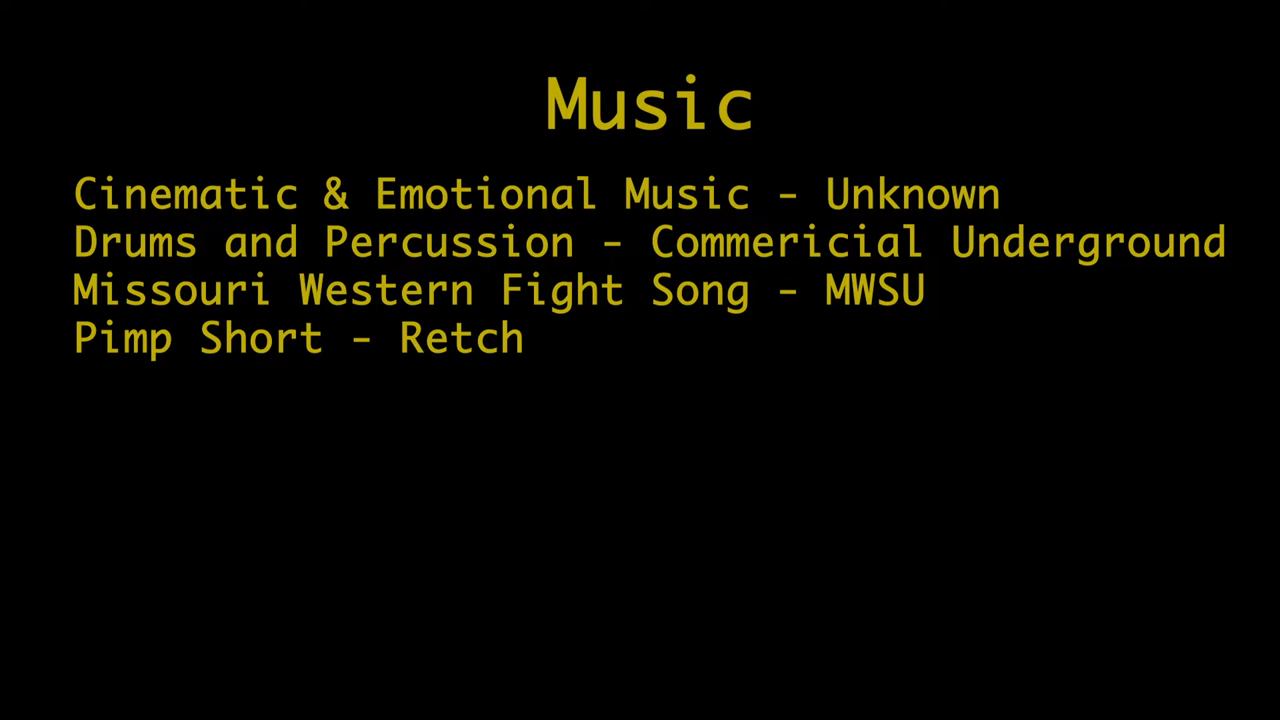 Music
Cinematic & Emotional Music - Unknown
Drums and Percussion - Commericial Underground
Missouri Western Fight Song - MWSU
Pimp Short - Retch